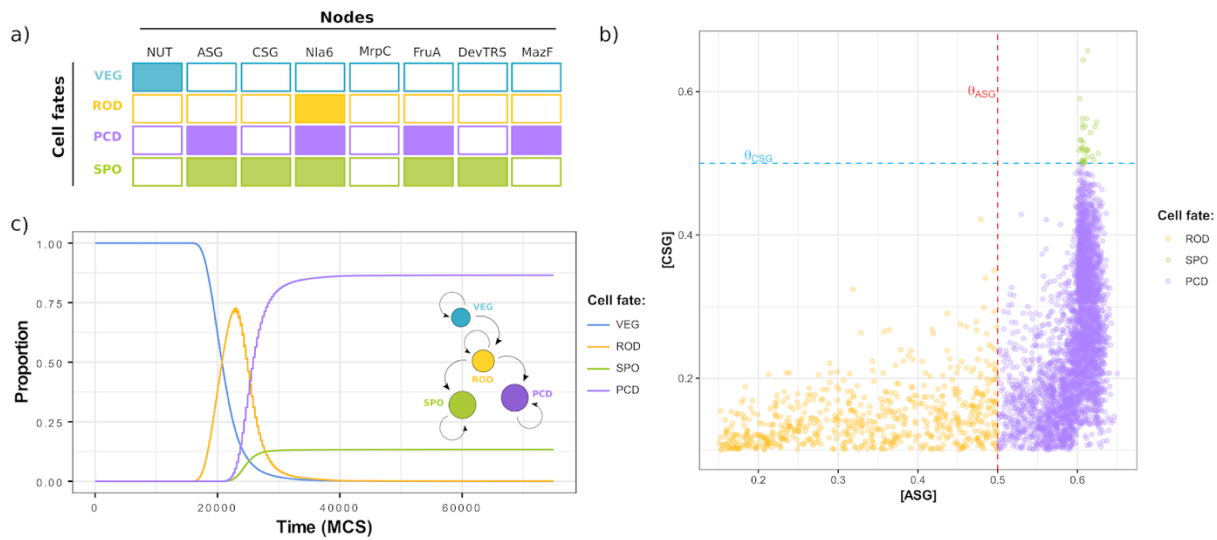 a)
Nodes
NUT ASG CSG Nla6 MrpC FruA DevTRS MazF
Cell fates
VEG
ROD
PCD
SPO
b)
[CSG]
0.6
0.4
0.2
θASG
θCSG
0.2 0.3 0.4 0.5 0.6
[ASG]
Cell fate:
ROD
SPO
PCD
c)
Proportion
1.00
0.75
0.50
0.25
0.00
VEG
ROD
SPO
PCD
0 20000 40000 60000
Time (MCS)
Cell fate:
VEG
ROD
SPO
PCD